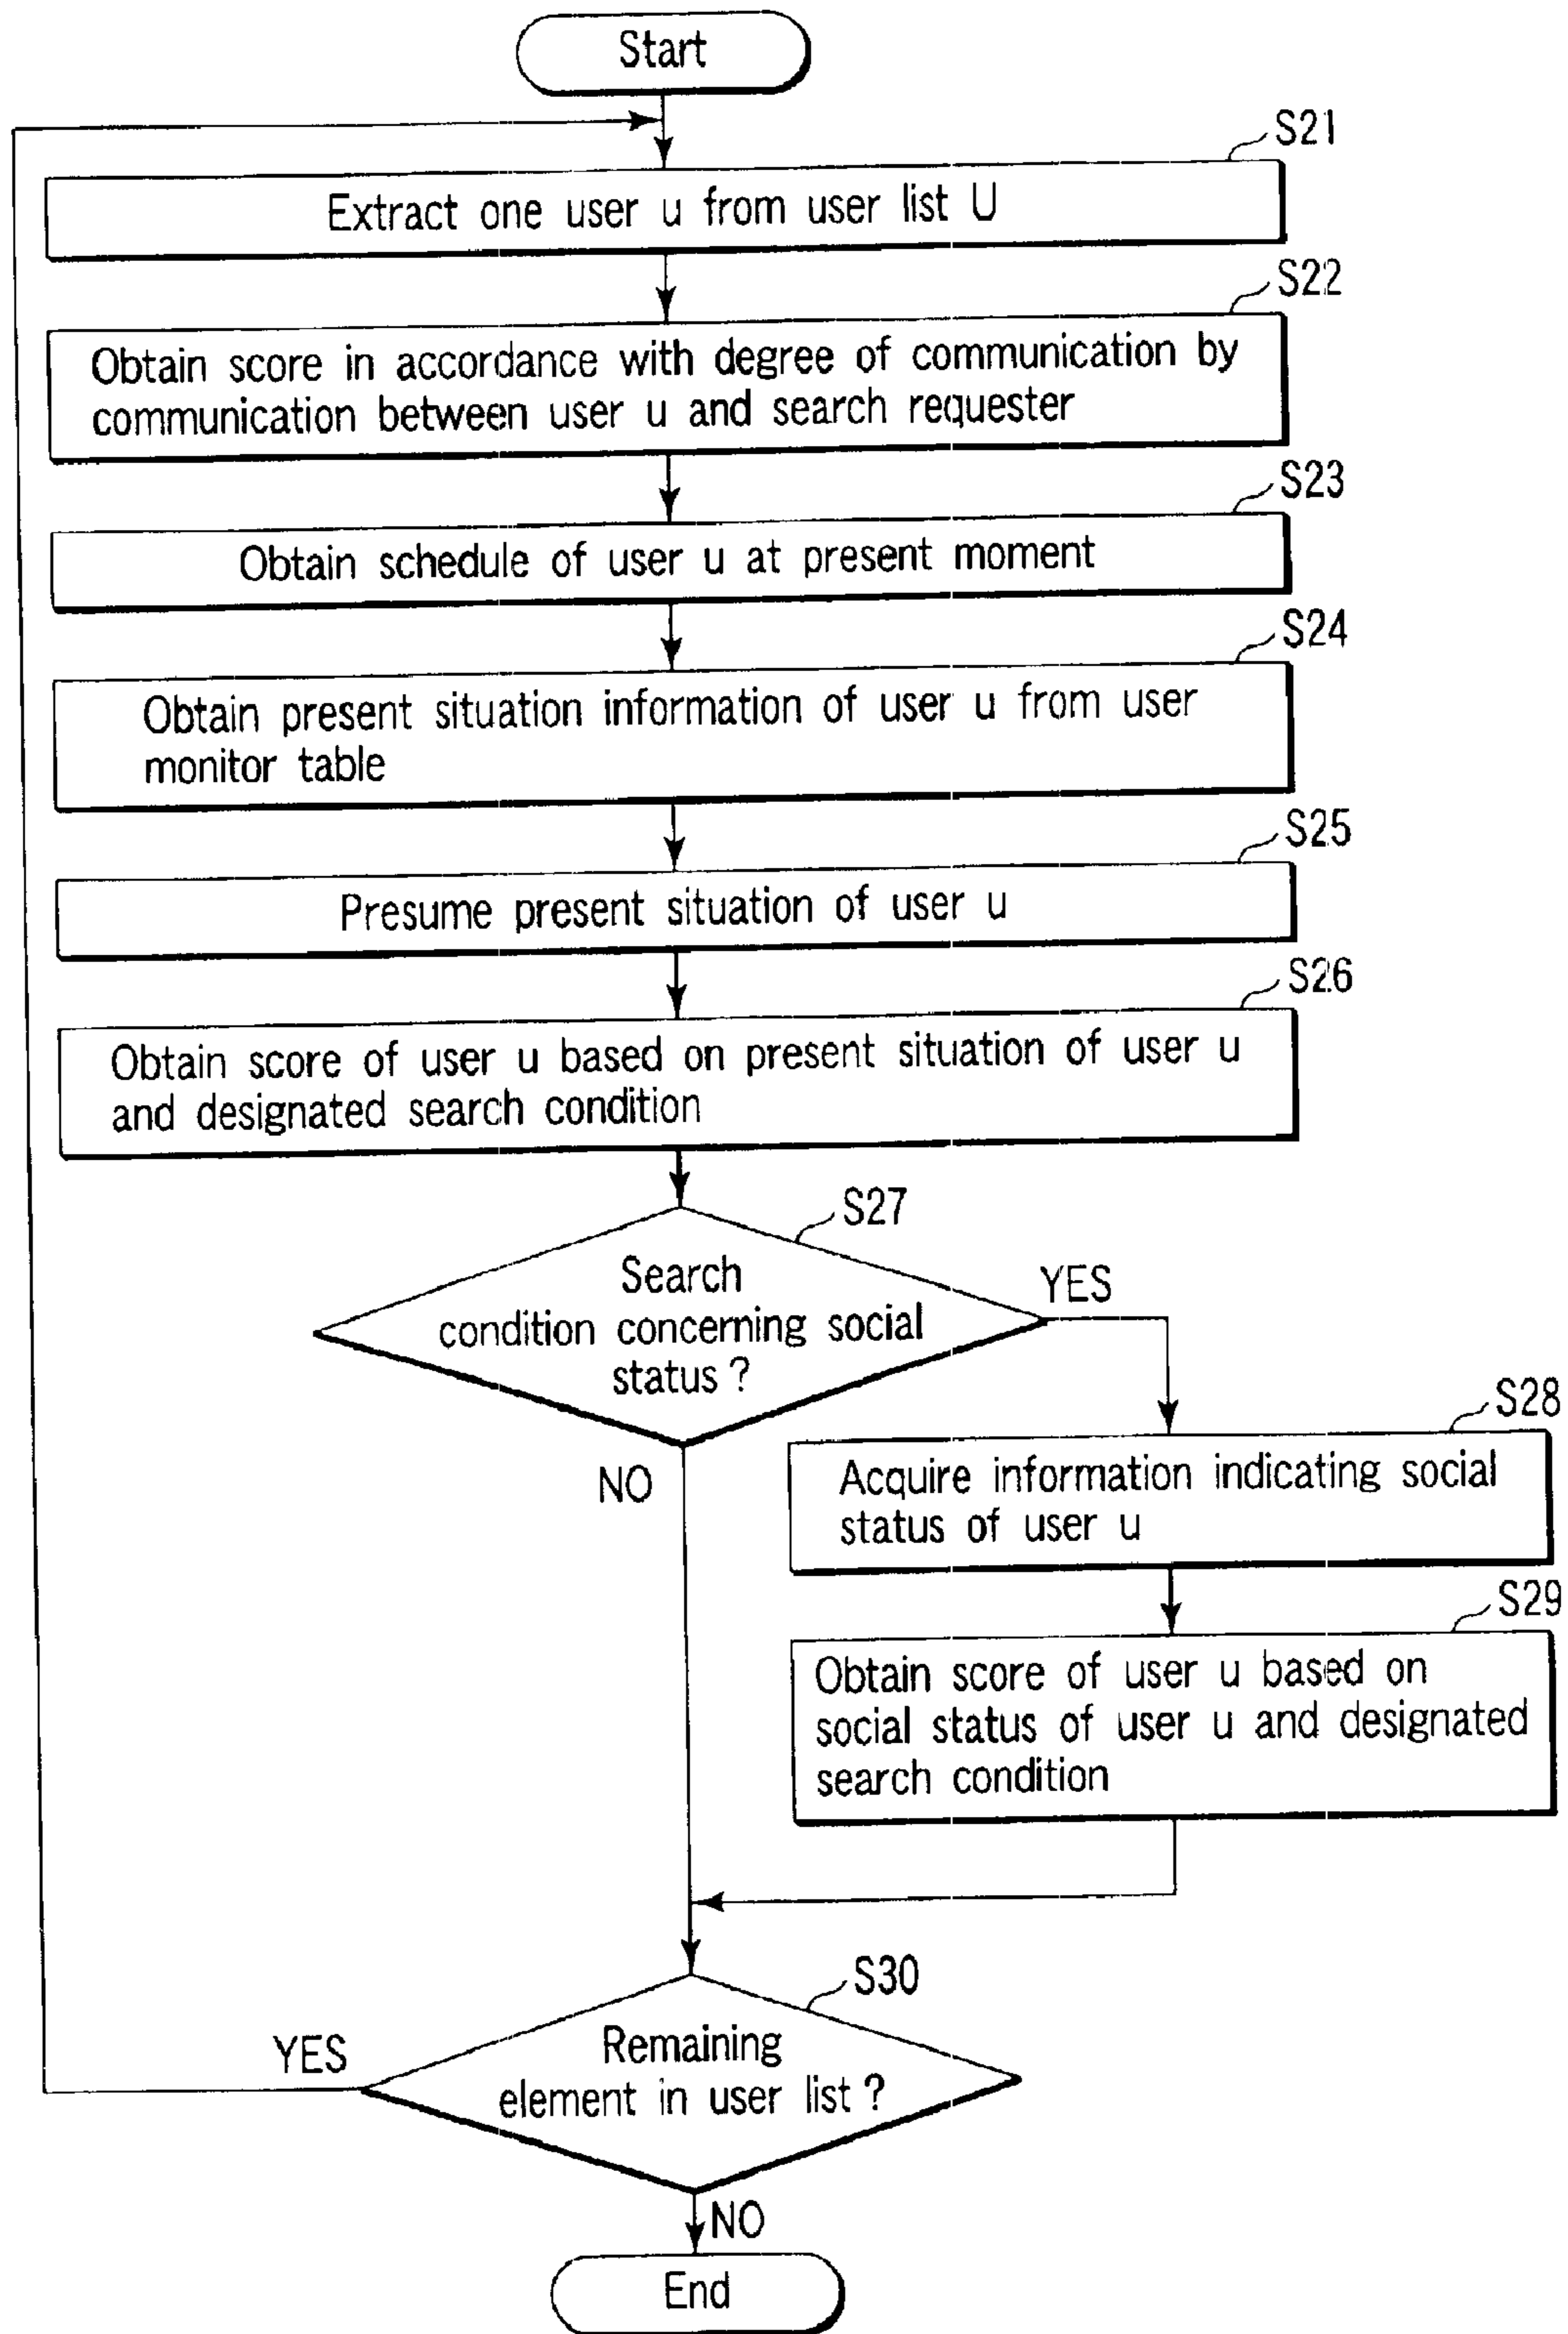 Start
S21
Extract one user u from user list U
S22
Obtain score in accordance with degree of communication by
communication between user u and search requester
S23
Obtain schedule of user u at present moment
S24
Obtain present situation information of user u from user
monitor table
S25
Presume present situation of user u
S26
Obtain score of user u based on present situation of user u
and designated search condition
S27
Search
condition concerning social
status ?
YES
NO
S28
Acquire information indicating social
status of user u
S29
Obtain score of user u based on
social status of user u and designated
search condition
S30
Remaining
element in user list ?
YES
NO
End